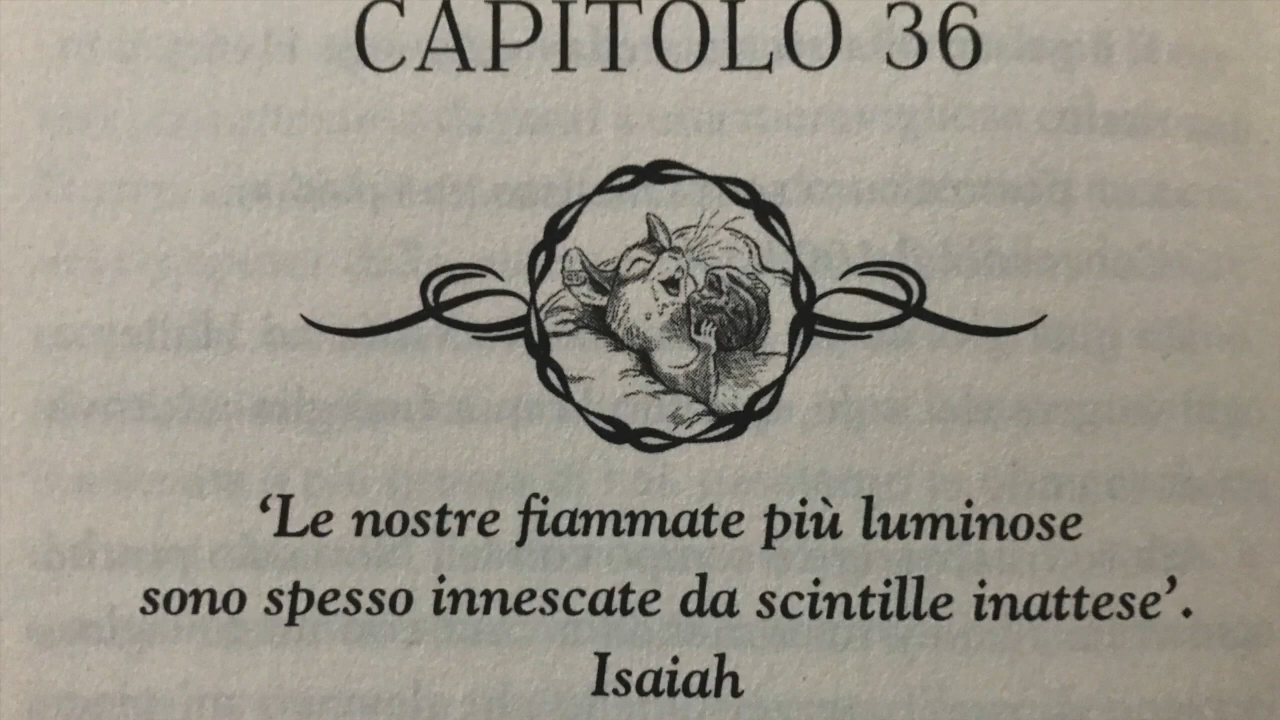 CAPITOLO 36
‘Le nostre fiammate più luminose
sono spesso innescate da scintille inattese’.
Isaiah